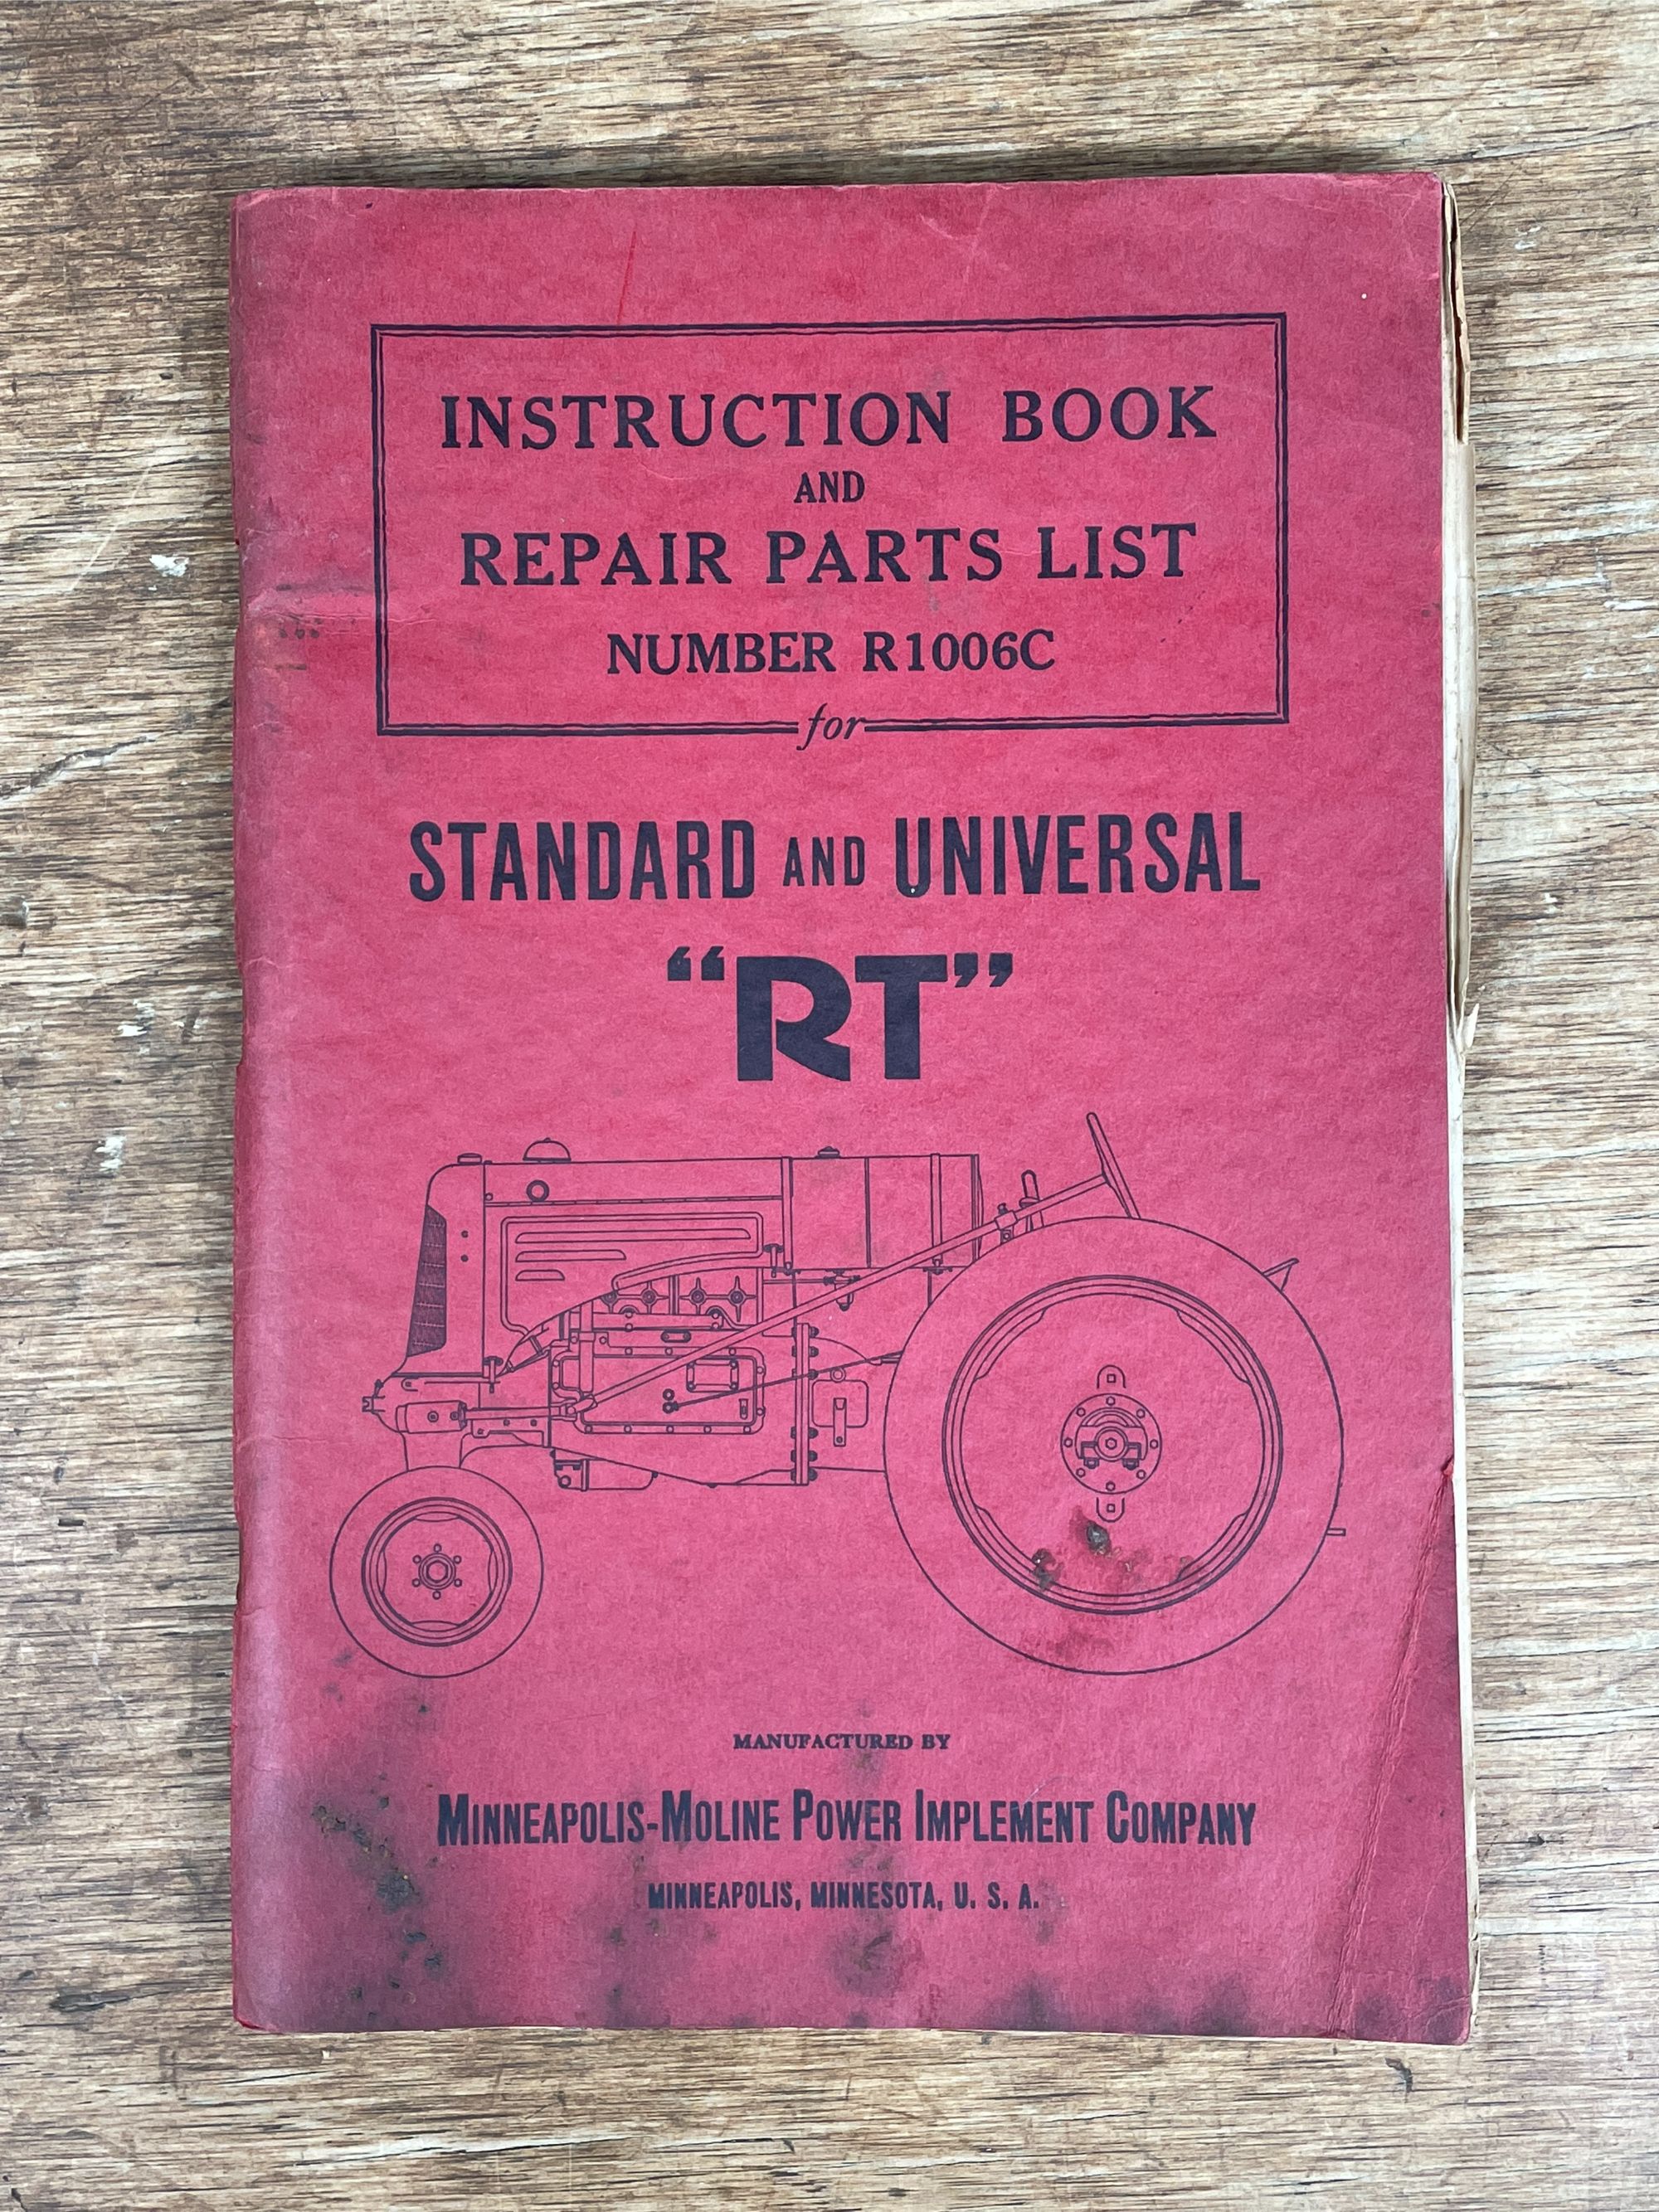 INSTRUCTION BOOK
AND
REPAIR PARTS LIST
NUMBER R1006C
for
STANDARD AND UNIVERSAL
“RT”
MANUFACTURED BY
MINNEAPOLIS-MOLINE POWER IMPLEMENT COMPANY
MINNEAPOLIS, MINNESOTA, U. S. A.